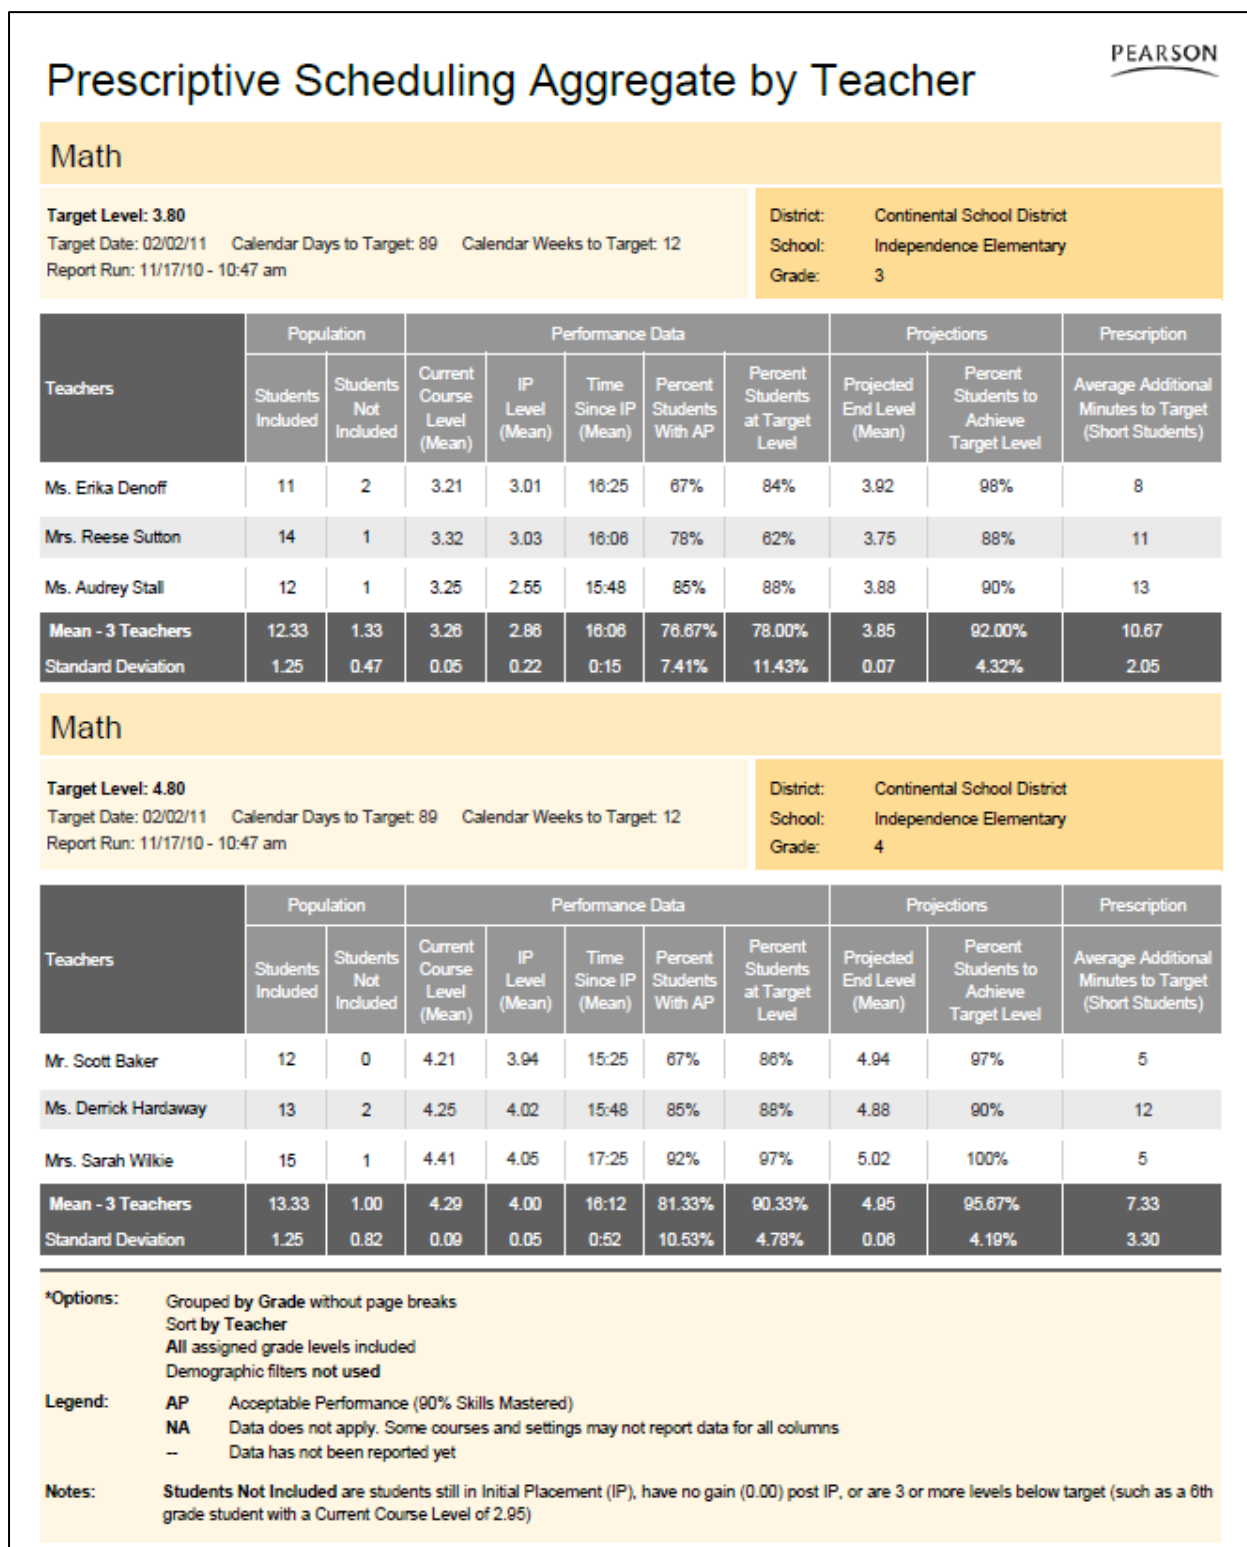 PEARSON
Prescriptive Scheduling Aggregate by Teacher
Math
Target Level: 3.80
Target Date: 02/02/11 Calendar Days to Target: 89 Calendar Weeks to Target: 12
Report Run: 11/17/10 - 10:47 am
District: Continental School District
School: Independence Elementary
Grade: 3
Population Performance Data Projections Prescription
Teachers Students Included Students Not Included Current Course Level (Mean) IP Level (Mean) Time Since IP (Mean) Percent Students With AP Percent Students at Target Level Projected End Level (Mean) Percent Students to Achieve Target Level Average Additional Minutes to Target (Short Students)
Ms. Erika Denoff 11 2 3.21 3.01 16:25 67% 84% 3.92 98% 8
Mrs. Reese Sutton 14 1 3.32 3.03 16:06 78% 62% 3.75 88% 11
Ms. Audrey Stall 12 1 3.25 2.55 15:48 85% 88% 3.88 90% 13
Mean - 3 Teachers 12.33 1.33 3.26 2.86 16:06 76.67% 78.00% 3.85 92.00% 10.67
Standard Deviation 1.25 0.47 0.05 0.22 0:15 7.41% 11.43% 0.07 4.32% 2.05
Math
Target Level: 4.80
Target Date: 02/02/11 Calendar Days to Target: 89 Calendar Weeks to Target: 12
Report Run: 11/17/10 - 10:47 am
District: Continental School District
School: Independence Elementary
Grade: 4
Population Performance Data Projections Prescription
Teachers Students Included Students Not Included Current Course Level (Mean) IP Level (Mean) Time Since IP (Mean) Percent Students With AP Percent Students at Target Level Projected End Level (Mean) Percent Students to Achieve Target Level Average Additional Minutes to Target (Short Students)
Mr. Scott Baker 12 0 4.21 3.94 15:25 67% 86% 4.94 97% 5
Ms. Derrick Hardaway 13 2 4.25 4.02 15:48 85% 88% 4.88 90% 12
Mrs. Sarah Wilkie 15 1 4.41 4.05 17:25 92% 97% 5.02 100% 5
Mean - 3 Teachers 13.33 1.00 4.29 4.00 16:12 81.33% 90.33% 4.95 95.67% 7.33
Standard Deviation 1.25 0.82 0.09 0.05 0:52 10.53% 4.78% 0.06 4.19% 3.30
*Options: Grouped by Grade without page breaks
Sort by Teacher
All assigned grade levels included
Demographic filters not used
Legend: AP Acceptable Performance (90% Skills Mastered)
NA Data does not apply. Some courses and settings may not report data for all columns
-- Data has not been reported yet
Notes: Students Not Included are students still in Initial Placement (IP), have no gain (0.00) post IP, or are 3 or more levels below target (such as a 6th
grade student with a Current Course Level of 2.95)